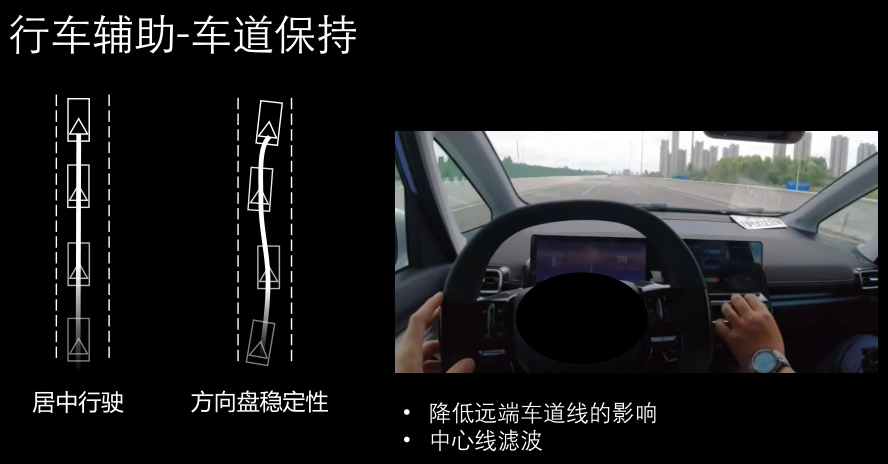 行车辅助-车道保持
居中行驶
方向盘稳定性
• 降低远端车道线的影响
• 中心线滤波